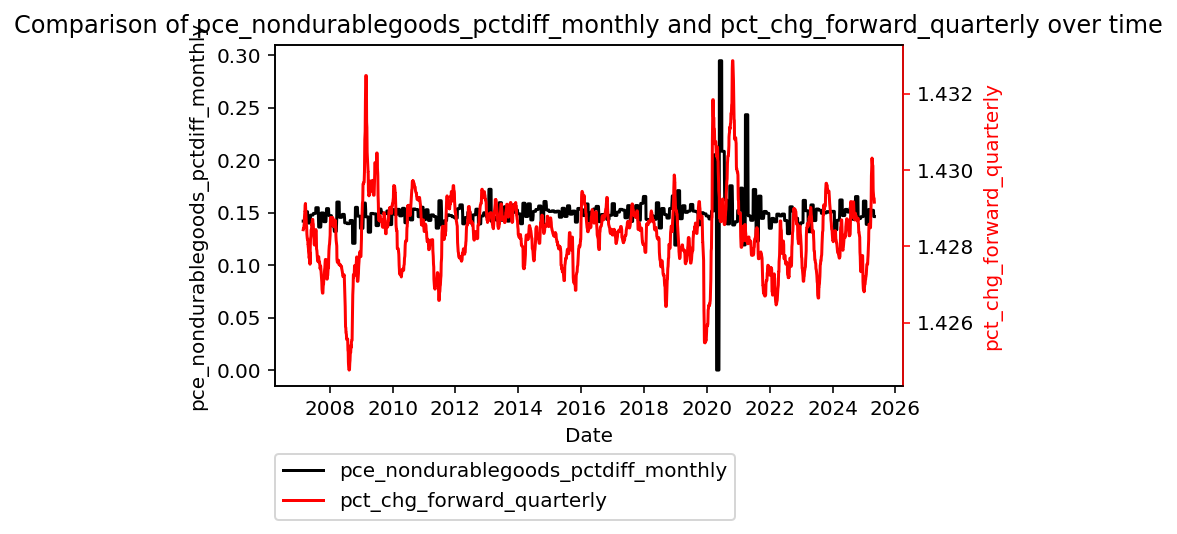 Comparison of pce_nondurablegoods_pctdiff_monthly and pct_chg_forward_quarterly over time
pce_nondurablegoods_pctdiff_monthly
0.30
0.25
0.20
0.15
0.10
0.05
0.00
1.432
1.430
1.428
1.426
pct_chg_forward_quarterly
2008 2010 2012 2014 2016 2018 2020 2022 2024 2026
Date
pce_nondurablegoods_pctdiff_monthly
pct_chg_forward_quarterly